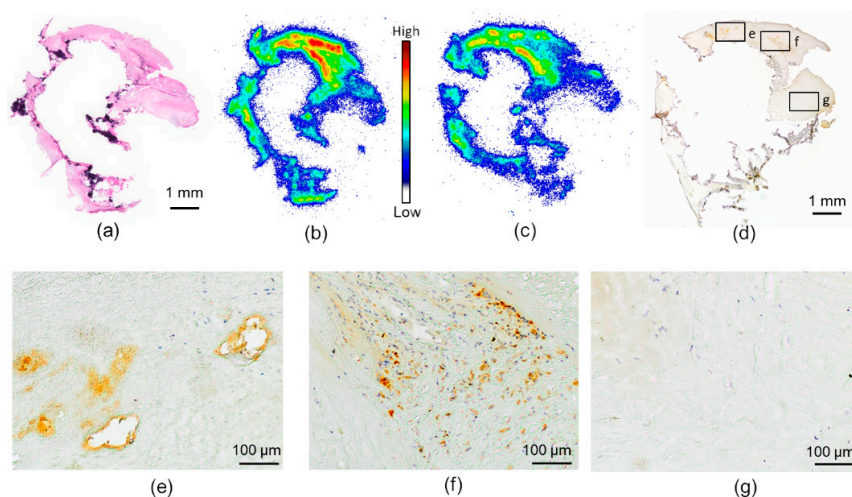 High
Low
1 mm
(a)
(b)
(c)
e
f
g
1 mm
(d)
100 µm
(e)
100 µm
(f)
100 µm
(g)